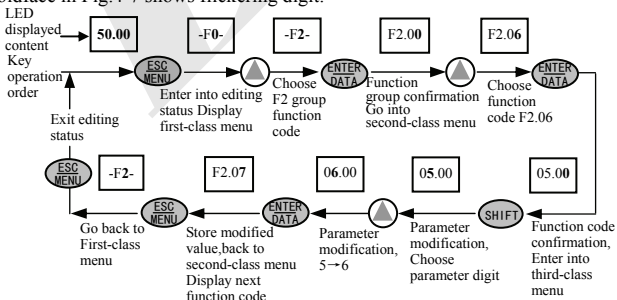 oldface in Fig.4-7 shows flickering digit.
LED
displayed
content
50.00
-F0-
-F2-
F2.00
F2.06
Key
operation
order
ESC
MENU
ENTER
DATA
ENTER
DATA
Enter into editing
status Display
first-class menu
Choose
F2 group
function
code
Function
group confirmation
Go into
second-class menu
Choose
function
code F2.06
Exit editing
status
ESC
MENU
-F2-
F2.07
06.00
05.00
05.00
ESC
MENU
ENTER
DATA
SHIFT
Go back to
First-class
menu
Store modified
value,back to
second-class menu
Display next
function code
Parameter
modification,
5→6
Parameter
modification,
Choose
parameter digit
Function code
confirmation,
Enter into
third-class
menu